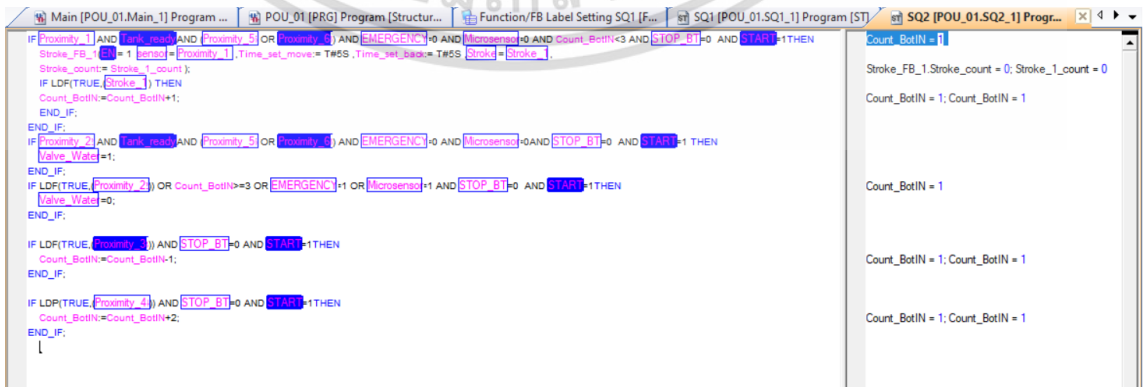 Main [POU_01.Main_1] Program ...
POU_01 [PRG] Program [Structur...
Function/FB Label Setting SQ1 [F...
SQ1 [POU_01.SQ1_1] Program [ST]
SQ2 [POU_01.SQ2_1] Progr...
IF Proximity_1 AND Tank_ready AND (Proximity_5 OR Proximity_6) AND EMERGENCY=0 AND Microsensor=0 AND Count_BotIN<3 AND STOP_BT=0 AND START=1THEN
Count_BotIN = 1
Stroke_FB_1(EN = 1 sensor = Proximity_1 ,Time_set_move:= T#5S ,Time_set_back:= T#5S Stroke = Stroke_1 ,
Stroke_count:= Stroke_1_count );
Stroke_FB_1.Stroke_count = 0; Stroke_1_count = 0
IF LDF(TRUE,(Stroke_1) THEN
Count_BotIN:=Count_BotIN+1;
Count_BotIN = 1; Count_BotIN = 1
END_IF;
END_IF;
IF Proximity_2 AND Tank_ready AND (Proximity_5 OR Proximity_6) AND EMERGENCY=0 AND Microsensor=0AND STOP_BT=0 AND START=1 THEN
Valve_Water=1;
END_IF;
IF LDF(TRUE,(Proximity_2)) OR Count_BotIN>=3 OR EMERGENCY=1 OR Microsensor=1 AND STOP_BT=0 AND START=1THEN
Count_BotIN = 1
Valve_Water=0;
END_IF;
IF LDF(TRUE,(Proximity_3)) AND STOP_BT=0 AND START=1THEN
Count_BotIN:=Count_BotIN-1;
Count_BotIN = 1; Count_BotIN = 1
END_IF;
IF LDP(TRUE,(Proximity_4)) AND STOP_BT=0 AND START=1THEN
Count_BotIN:=Count_BotIN+2;
Count_BotIN = 1; Count_BotIN = 1
END_IF;